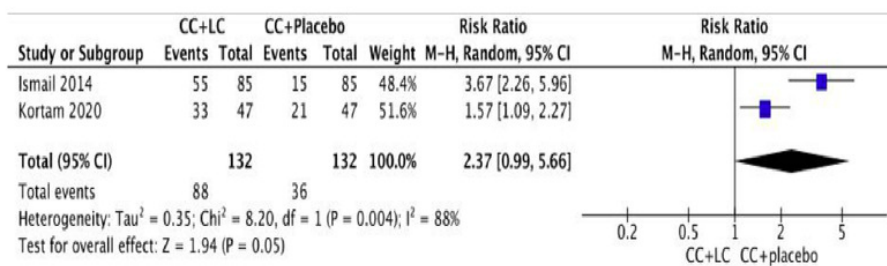 CC+LC CC+Placebo Risk Ratio Risk Ratio
Study or Subgroup Events Total Events Total Weight M-H, Random, 95% CI M-H, Random, 95% CI
Ismail 2014 55 85 15 85 48.4% 3.67 [2.26, 5.96]
Kortam 2020 33 47 21 47 51.6% 1.57 [1.09, 2.27]
Total (95% CI) 132 132 100.0% 2.37 [0.99, 5.66]
Total events 88 36
Heterogeneity: Tau² = 0.35; Chi² = 8.20, df = 1 (P = 0.004); I² = 88%
Test for overall effect: Z = 1.94 (P = 0.05)
0.2 0.5 1 2 5
CC+LC CC+placebo